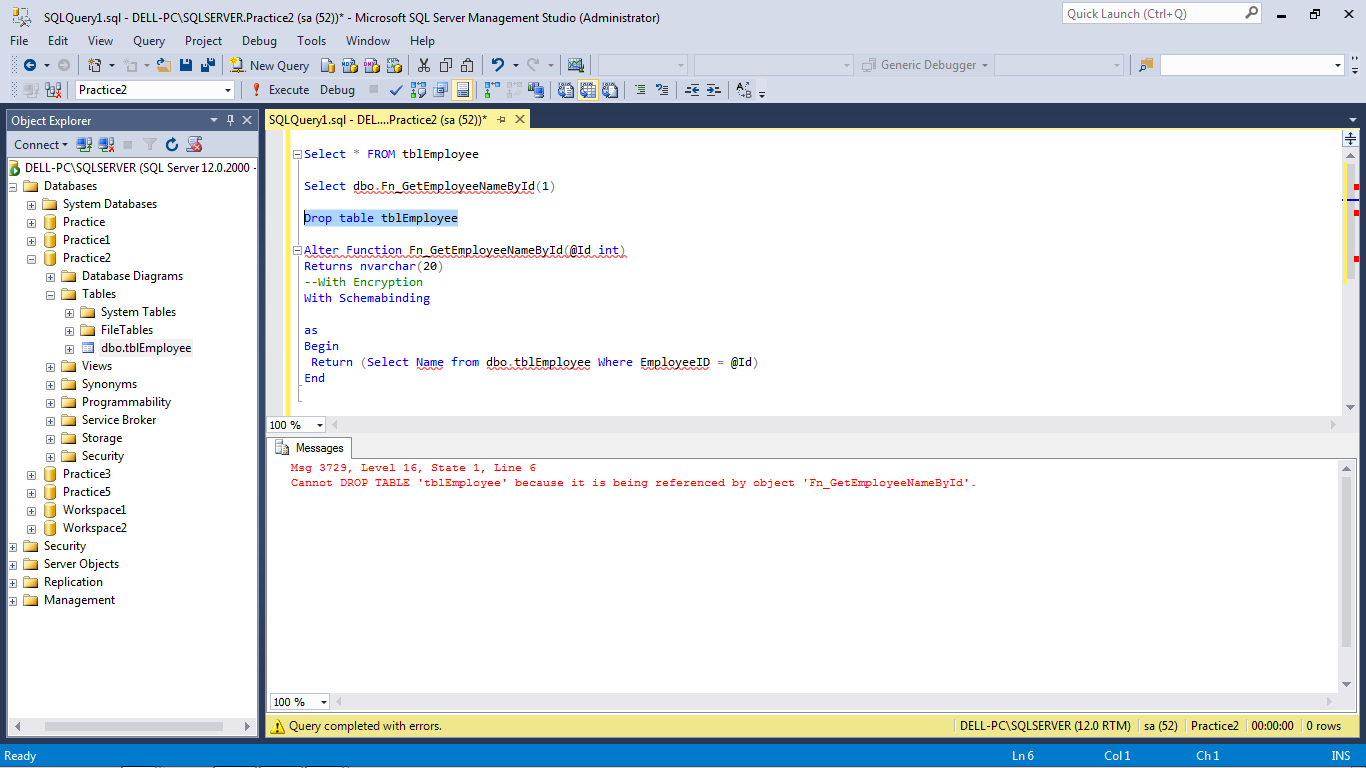 SQLQuery1.sql - DELL-PC\SQLSERVER.Practice2 (sa (52))* - Microsoft SQL Server Management Studio (Administrator)
Quick Launch (Ctrl+Q)
File Edit View Query Project Debug Tools Window Help
New Query
Generic Debugger
Practice2
Execute Debug
Object Explorer
SQLQuery1.sql - DEL....Practice2 (sa (52))*
Connect
DELL-PC\SQLSERVER (SQL Server 12.0.2000 -
Databases
System Databases
Practice
Practice1
Practice2
Database Diagrams
Tables
System Tables
FileTables
dbo.tblEmployee
Views
Synonyms
Programmability
Service Broker
Storage
Security
Practice3
Practice5
Workspace1
Workspace2
Security
Server Objects
Replication
Management
Select * FROM tblEmployee
Select dbo.Fn_GetEmployeeNameById(1)
Drop table tblEmployee
Alter Function Fn_GetEmployeeNameById(@Id int)
Returns nvarchar(20)
--With Encryption
With Schemabinding
as
Begin
Return (Select Name from dbo.tblEmployee Where EmployeeID = @Id)
End
100 %
Messages
Msg 3729, Level 16, State 1, Line 6
Cannot DROP TABLE 'tblEmployee' because it is being referenced by object 'Fn_GetEmployeeNameById'.
100 %
Query completed with errors.
DELL-PC\SQLSERVER (12.0 RTM) sa (52) Practice2 00:00:00 0 rows
Ready
Ln 6 Col 1 Ch 1 INS